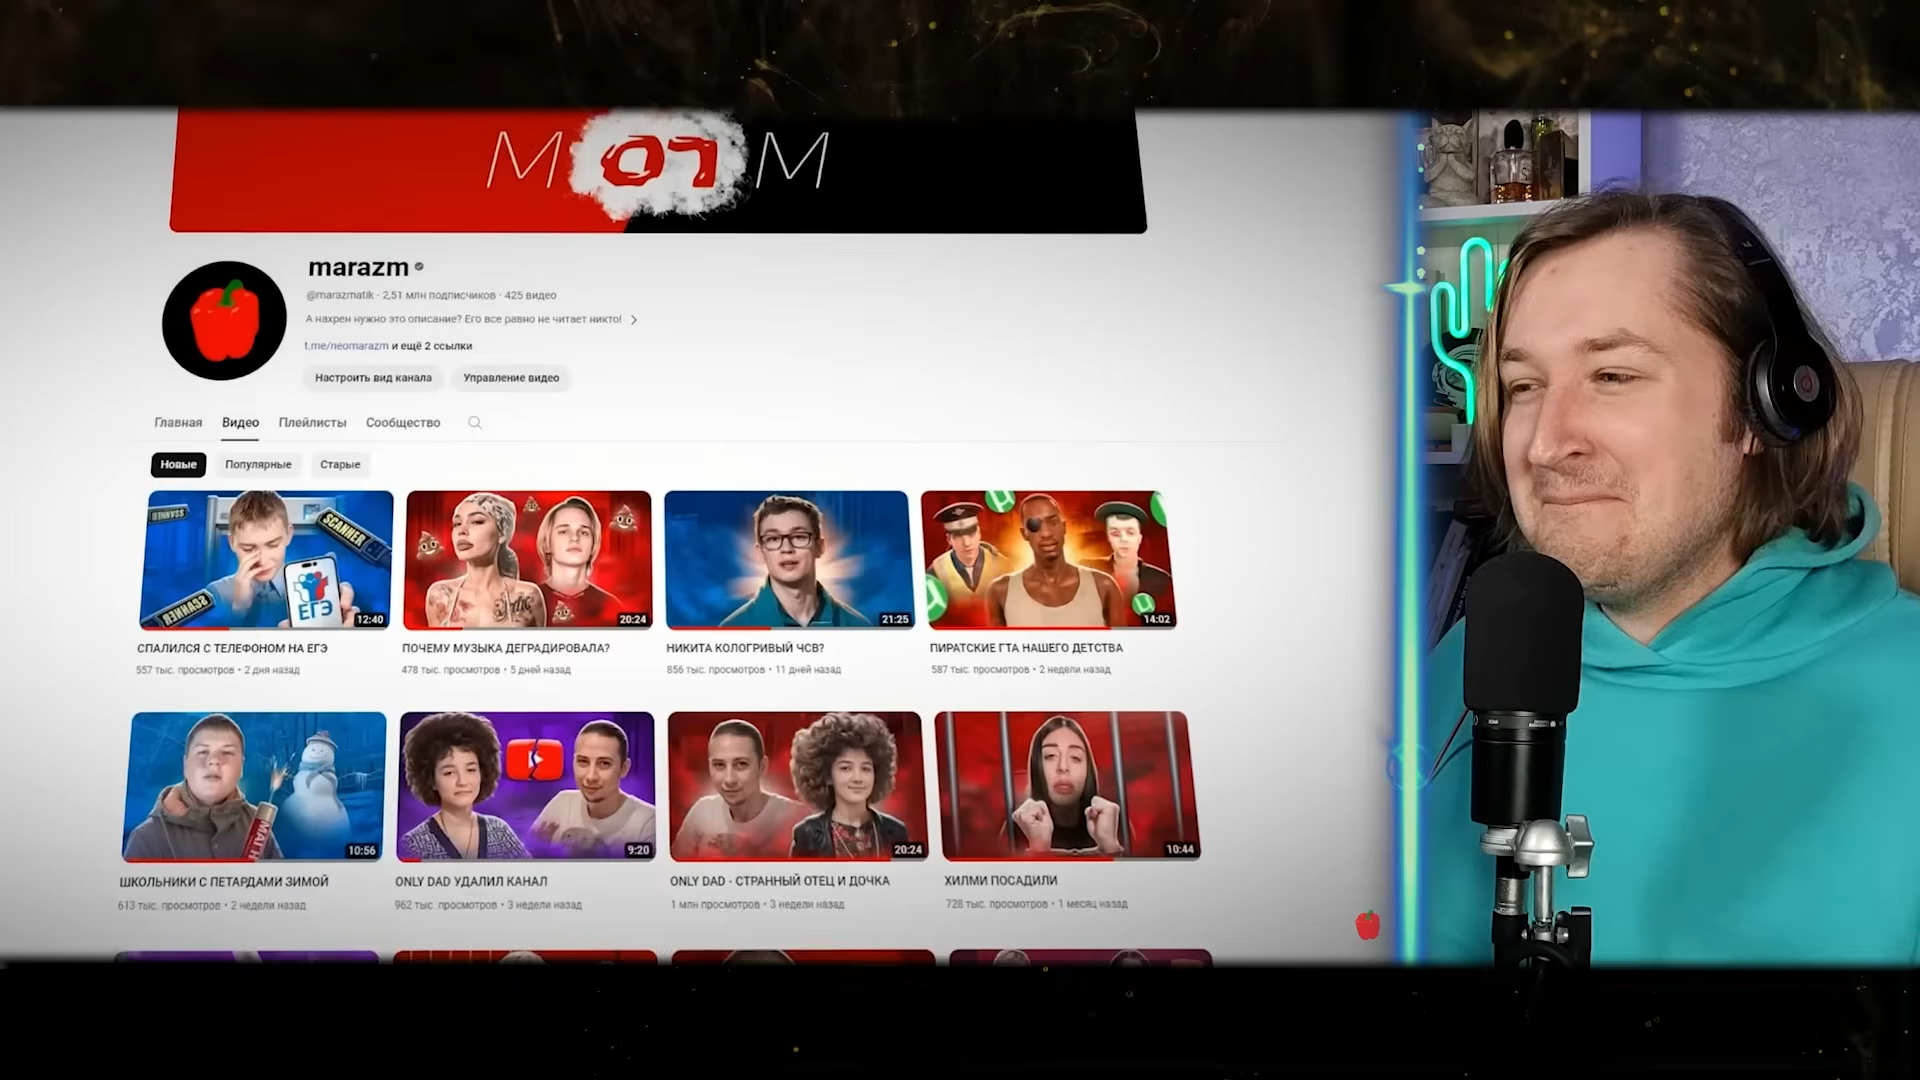 М 07 М
marazm
@marazmatik · 2,51 млн подписчиков · 425 видео
А нахрен нужно это описание? Его все равно не читает никто!
t.me/neomarazm и ещё 2 ссылки
Настроить вид канала Управление видео
Главная Видео Плейлисты Сообщество
Новые Популярные Старые
SCANNER SCANNER SCANNER ЕГЭ 12:40 20:24 21:25 14:02
СПАЛИЛСЯ С ТЕЛЕФОНОМ НА ЕГЭ ПОЧЕМУ МУЗЫКА ДЕГРАДИРОВАЛА? НИКИТА КОЛОГРИВЫЙ ЧСВ? ПИРАТСКИЕ ГТА НАШЕГО ДЕТСТВА
557 тыс. просмотров • 2 дня назад 478 тыс. просмотров • 5 дней назад 856 тыс. просмотров • 11 дней назад 587 тыс. просмотров • 2 недели назад
10:56 9:20 20:24 10:44
ШКОЛЬНИКИ С ПЕТАРДАМИ ЗИМОЙ ONLY DAD УДАЛИЛ КАНАЛ ONLY DAD - СТРАННЫЙ ОТЕЦ И ДОЧКА ХИЛМИ ПОСАДИЛИ
613 тыс. просмотров • 2 недели назад 962 тыс. просмотров • 3 недели назад 1 млн просмотров • 3 недели назад 728 тыс. просмотров • 1 месяц назад